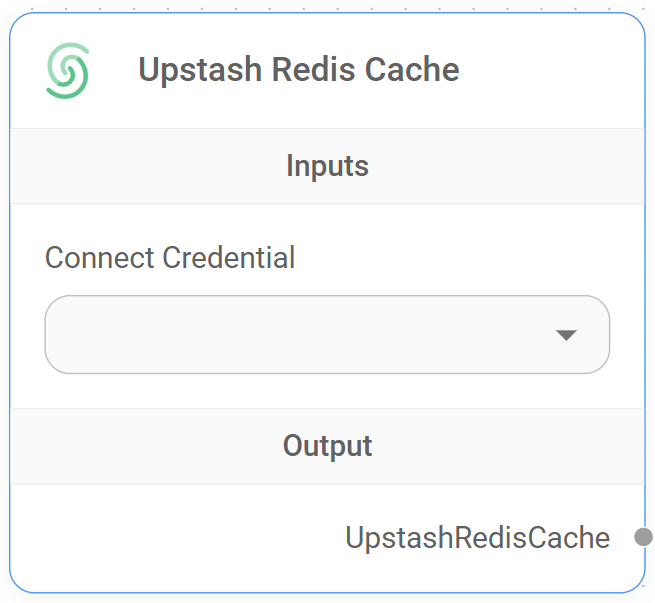 Upstash Redis Cache
Inputs
Connect Credential
Output
UpstashRedisCache